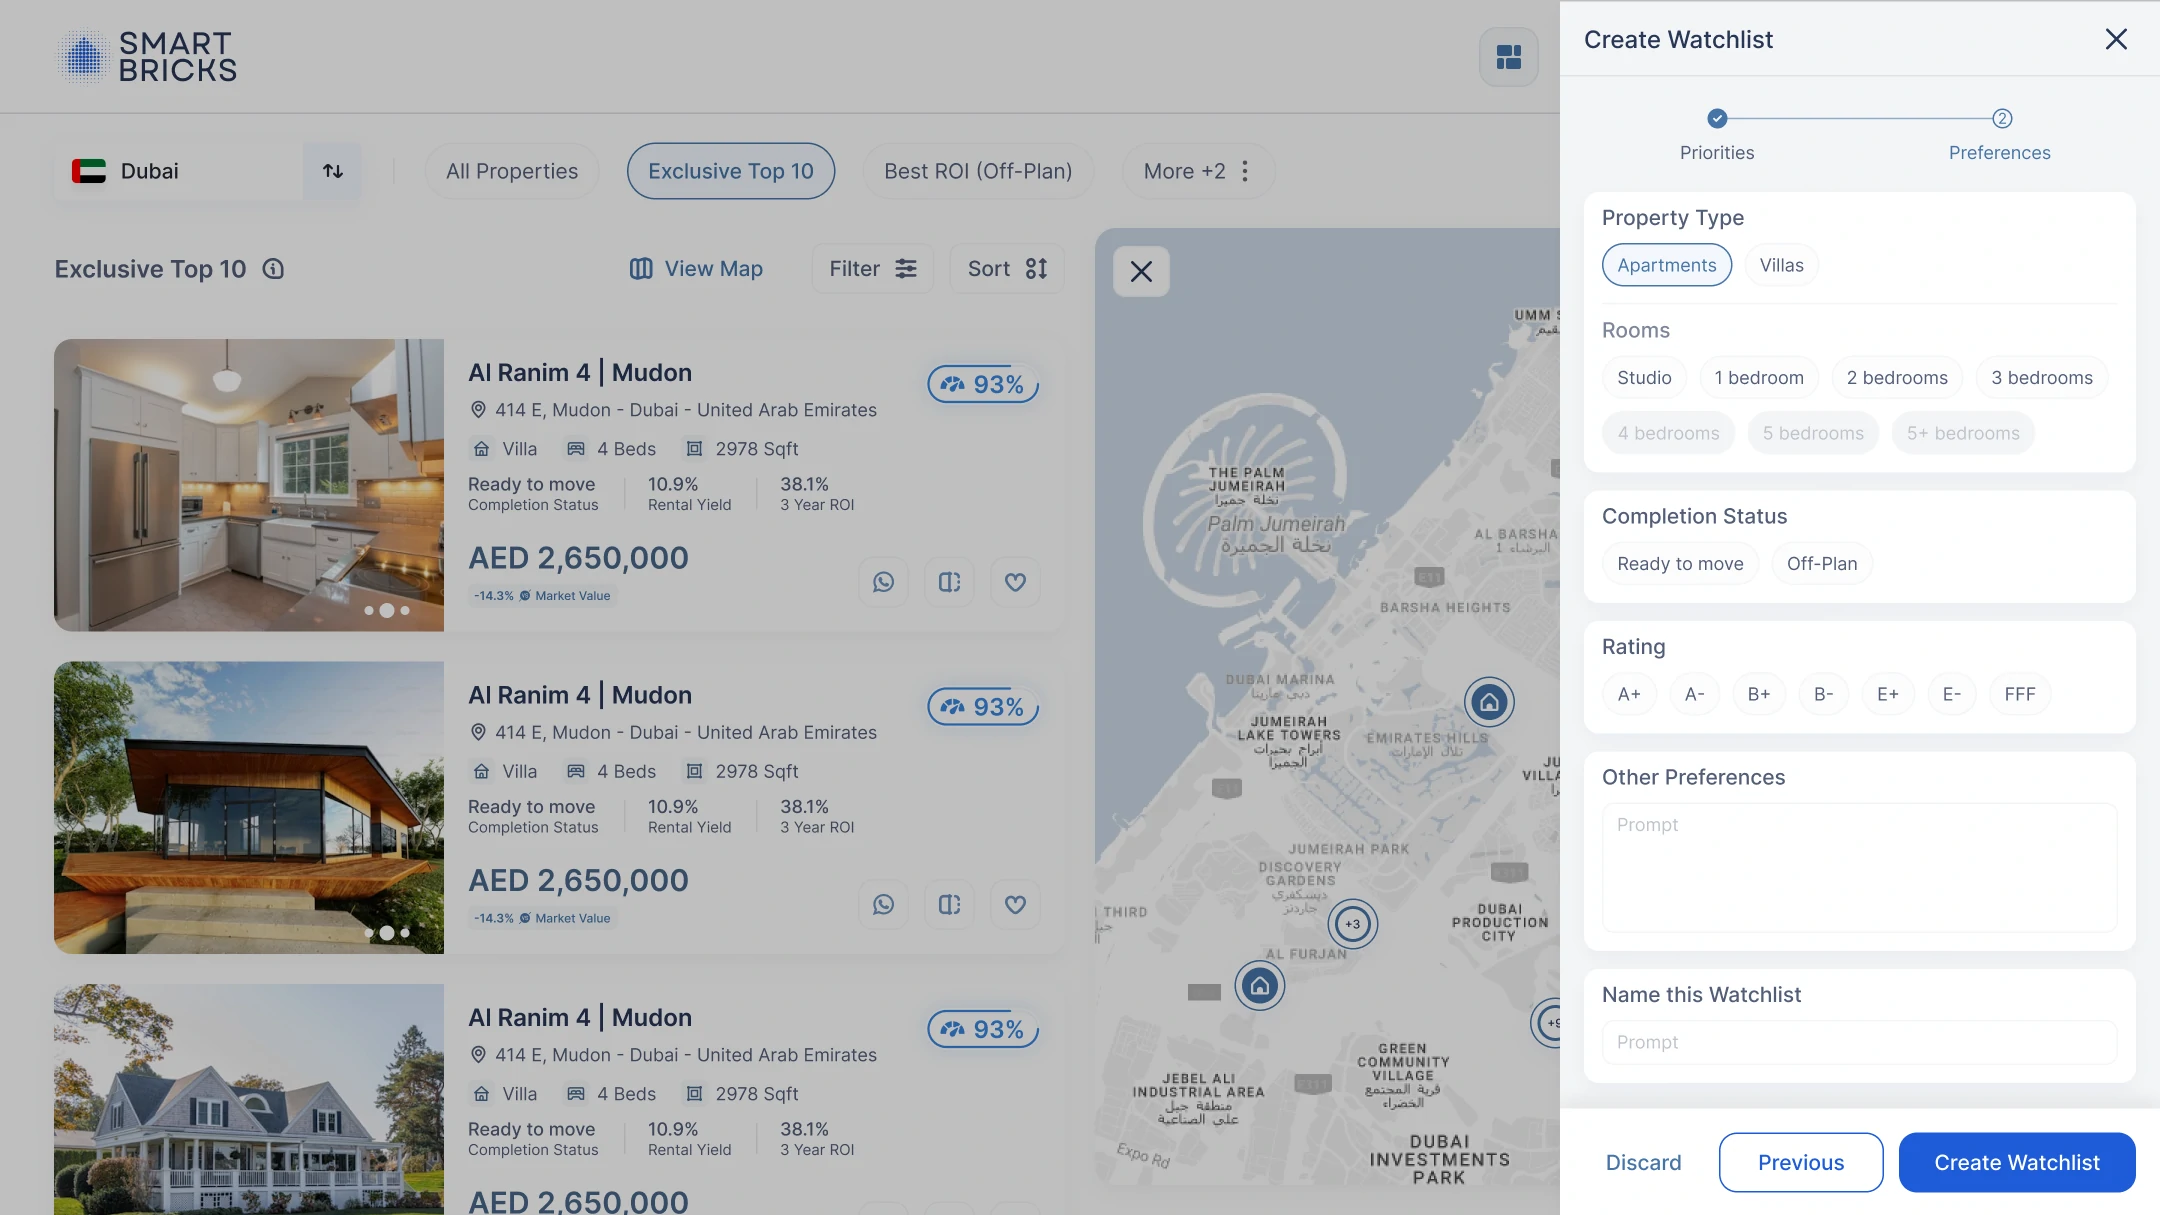 SMART
BRICKS
Dubai
All Properties
Exclusive Top 10
Best ROI (Off-Plan)
More +2
Exclusive Top 10
View Map
Filter
Sort
Al Ranim 4 | Mudon
93%
414 E, Mudon - Dubai - United Arab Emirates
Villa
4 Beds
2978 Sqft
Ready to move
10.9%
38.1%
Completion Status
Rental Yield
3 Year ROI
AED 2,650,000
-14.3%
Market Value
Al Ranim 4 | Mudon
93%
414 E, Mudon - Dubai - United Arab Emirates
Villa
4 Beds
2978 Sqft
Ready to move
10.9%
38.1%
Completion Status
Rental Yield
3 Year ROI
AED 2,650,000
-14.3%
Market Value
Al Ranim 4 | Mudon
93%
414 E, Mudon - Dubai - United Arab Emirates
Villa
4 Beds
2978 Sqft
Ready to move
10.9%
38.1%
Completion Status
Rental Yield
3 Year ROI
AED 2,650,000
UMM S
THE PALM
JUMEIRAH
نخلة جميرا
Palm Jumeirah
نخلة الجميرة
AL BARSHA
1 البرشاء
E11
BARSHA HEIGHTS
DUBAI MARINA
دبي مارينا
JUMEIRAH
LAKE TOWERS
أبراج بحيرات
الجميرا
EMIRATES HILLS
تلال الإمارات
JU
VILLA
JUMEIRAH PARK
DISCOVERY
GARDENS
ديسكفري
جاردنز
THIRD
+3
DUBAI
PRODUCTION
CITY
AL FURJAN
+9
GREEN
COMMUNITY
VILLAGE
قرية المجتمع
الخضراء
JEBEL ALI
INDUSTRIAL AREA
منطقة جبل
علي الصناعية
E311
Expo Rd
DUBAI
INVESTMENTS
PARK
Create Watchlist
2
Priorities
Preferences
Property Type
Apartments
Villas
Rooms
Studio
1 bedroom
2 bedrooms
3 bedrooms
4 bedrooms
5 bedrooms
5+ bedrooms
Completion Status
Ready to move
Off-Plan
Rating
A+
A-
B+
B-
E+
E-
FFF
Other Preferences
Prompt
Name this Watchlist
Prompt
Discard
Previous
Create Watchlist